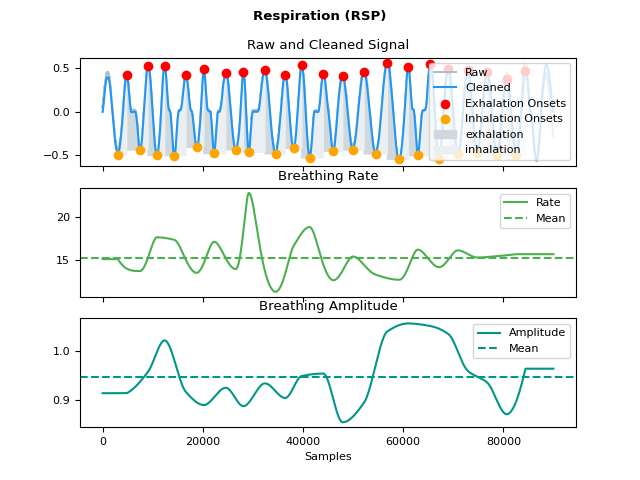 Respiration (RSP)
Raw and Cleaned Signal
0.5
0.0
−0.5
Raw
Cleaned
Exhalation Onsets
Inhalation Onsets
exhalation
inhalation
Breathing Rate
20
15
Rate
Mean
Breathing Amplitude
1.0
0.9
Amplitude
Mean
0
20000
40000
60000
80000
Samples